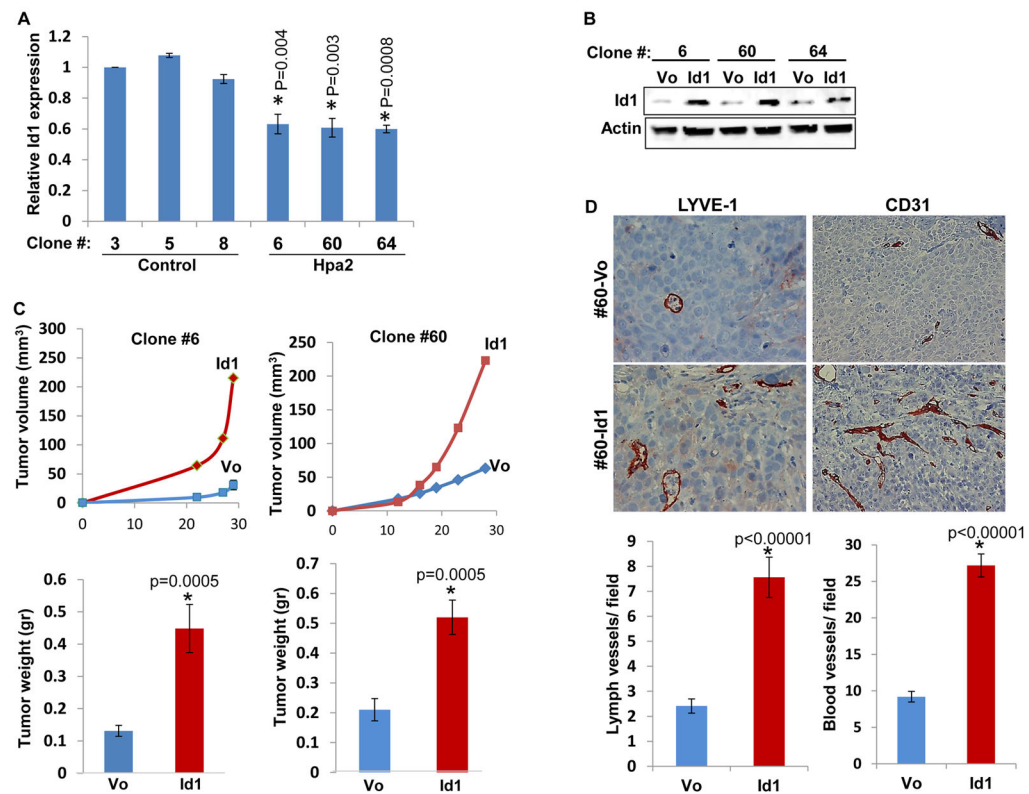 A
Relative Id1 expression
1.2
1
0.8
0.6
0.4
0.2
0
* P=0.004
* P=0.003
* P=0.0008
Clone #: 3 5 8 6 60 64
Control Hpa2
B
Clone #: 6 60 64
Vo Id1 Vo Id1 Vo Id1
Id1
Actin
C
Clone #6
Tumor volume (mm³)
300
250
200
150
100
50
0
0 10 20 30
Id1
Vo
Clone #60
Tumor volume (mm³)
250
200
150
100
50
0
0 10 20 30
Id1
Vo
Tumor weight (gr)
0.6
0.5
0.4
0.3
0.2
0.1
0
p=0.0005
*
Vo Id1
Tumor weight (gr)
0.7
0.6
0.5
0.4
0.3
0.2
0.1
0
p=0.0005
*
Vo Id1
D
LYVE-1 CD31
#60-Vo
#60-Id1
Lymph vessels/ field
9
8
7
6
5
4
3
2
1
0
p<0.00001
*
Vo Id1
Blood vessels/ field
30
25
20
15
10
5
0
p<0.00001
*
Vo Id1